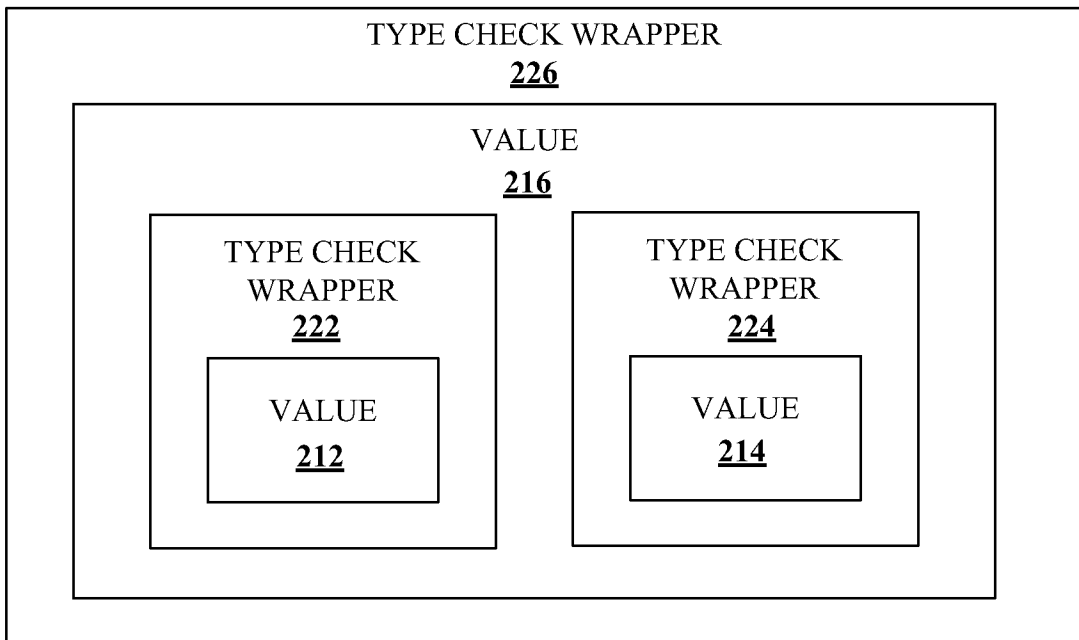 TYPE CHECK WRAPPER
226
VALUE
216
TYPE CHECK
WRAPPER
222
VALUE
212
TYPE CHECK
WRAPPER
224
VALUE
214